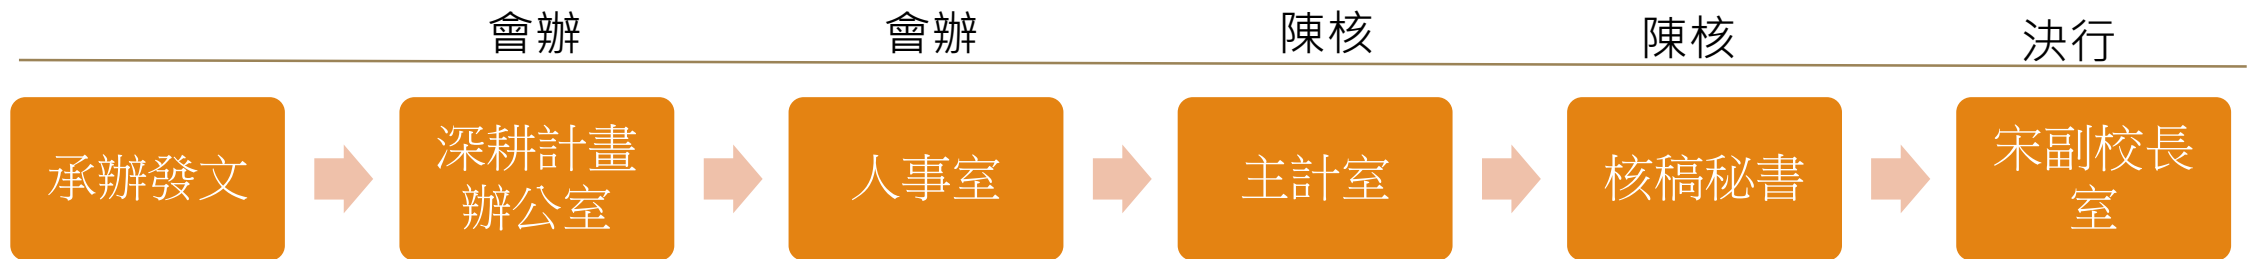 會辦
會辦
陳核
陳核
決行
承辦發文
深耕計畫
辦公室
人事室
主計室
核稿秘書
宋副校長
室